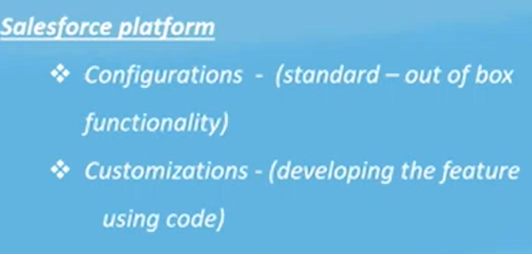 Salesforce platform
❖ Configurations - (standard – out of box
functionality)
❖ Customizations - (developing the feature
using code)